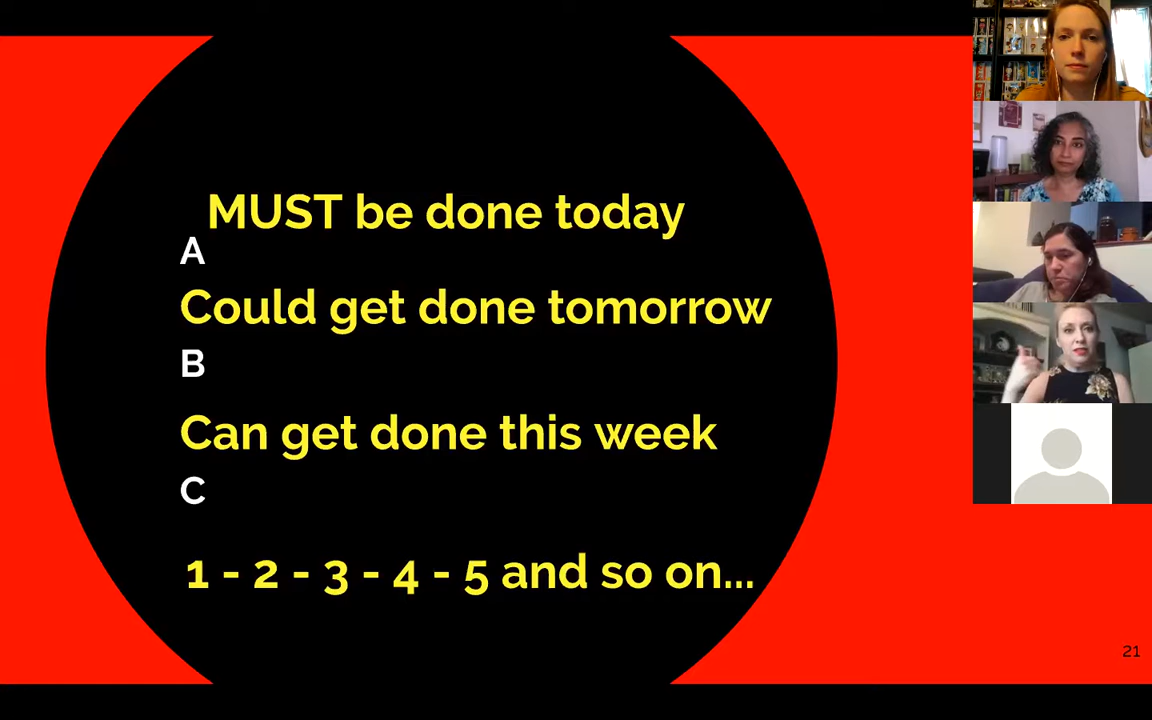 MUST be done today
A
Could get done tomorrow
B
Can get done this week
C
1 - 2 - 3 - 4 - 5 and so on...
21